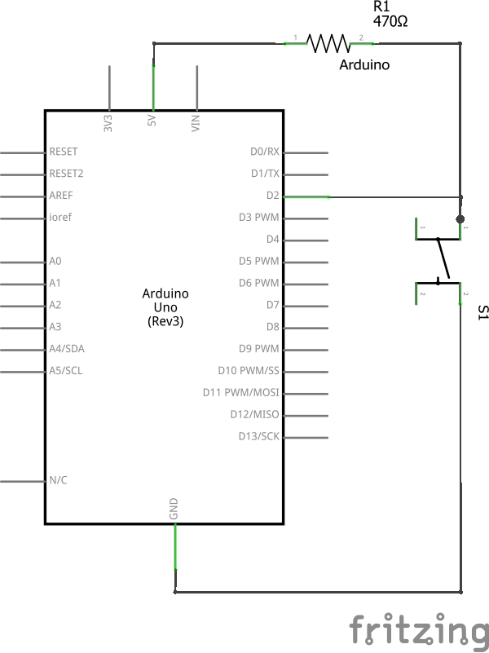 R1
470Ω
1 2
Arduino
3V3 5V VIN
RESET D0/RX
RESET2 D1/TX
AREF D2
ioref D3 PWM
D4
A0 D5 PWM
A1 D6 PWM
A2 D7
A3 D8
A4/SDA D9 PWM
A5/SCL D10 PWM/SS
D11 PWM/MOSI
D12/MISO
D13/SCK
Arduino
Uno
(Rev3)
N/C
GND
1 1
2 2
S1
fritzing